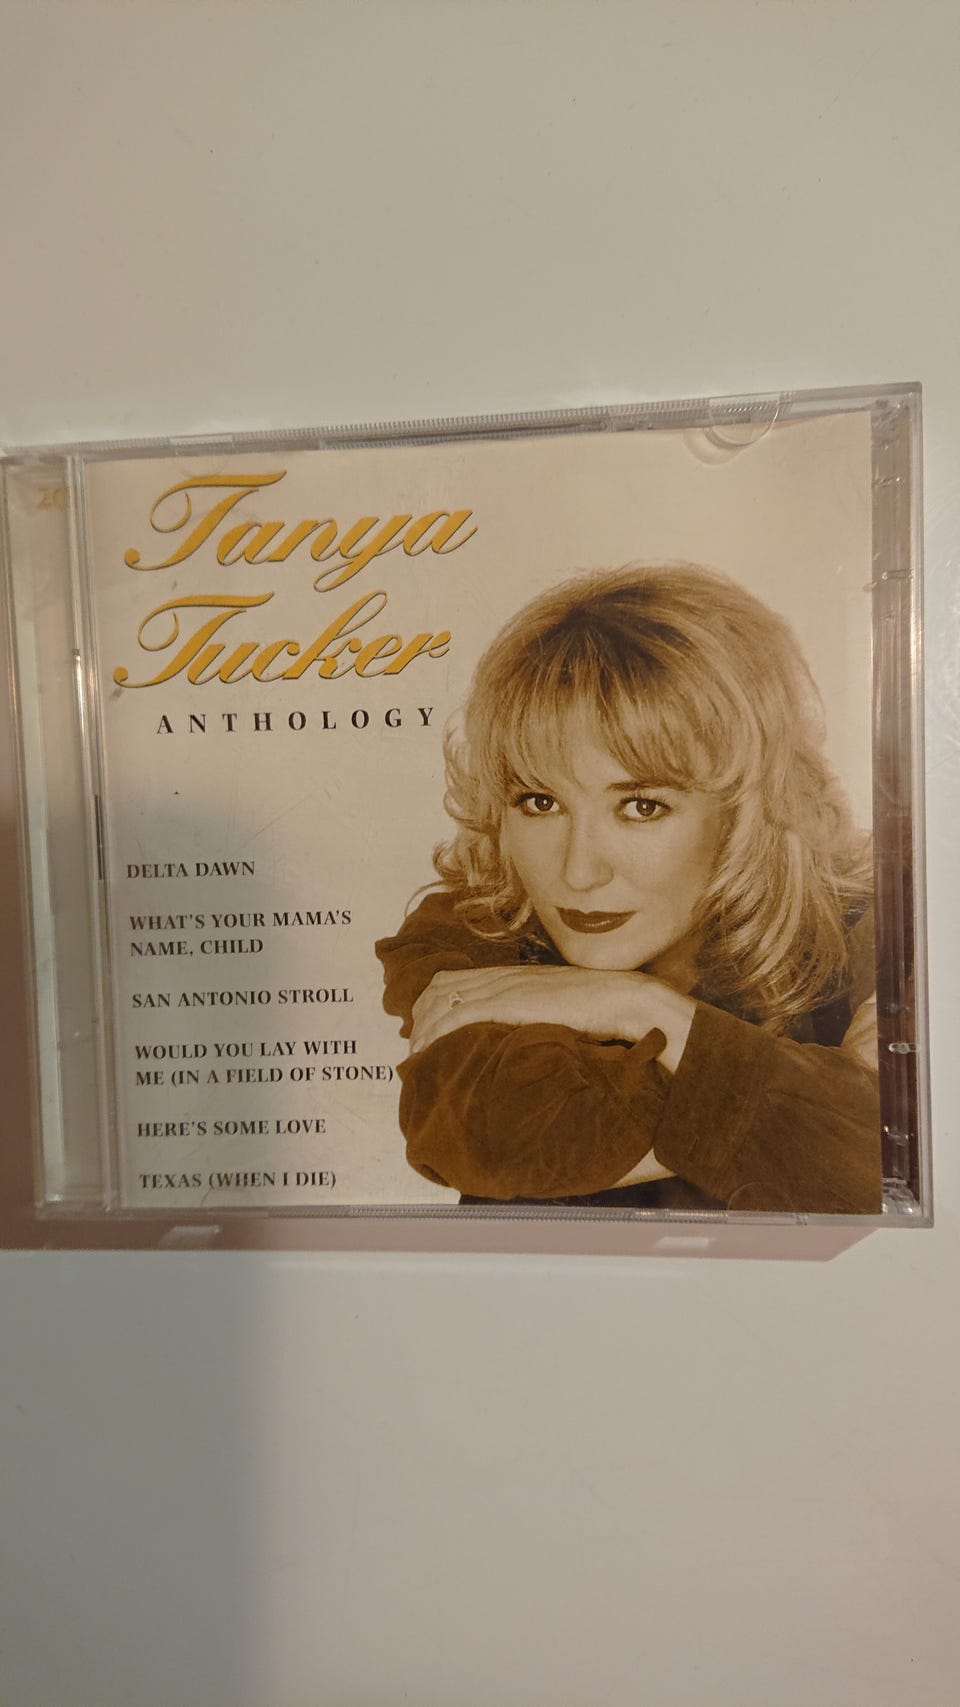 Tanya
Tucker
ANTHOLOGY
DELTA DAWN
WHAT'S YOUR MAMA'S
NAME, CHILD
SAN ANTONIO STROLL
WOULD YOU LAY WITH
ME (IN A FIELD OF STONE)
HERE'S SOME LOVE
TEXAS (WHEN I DIE)